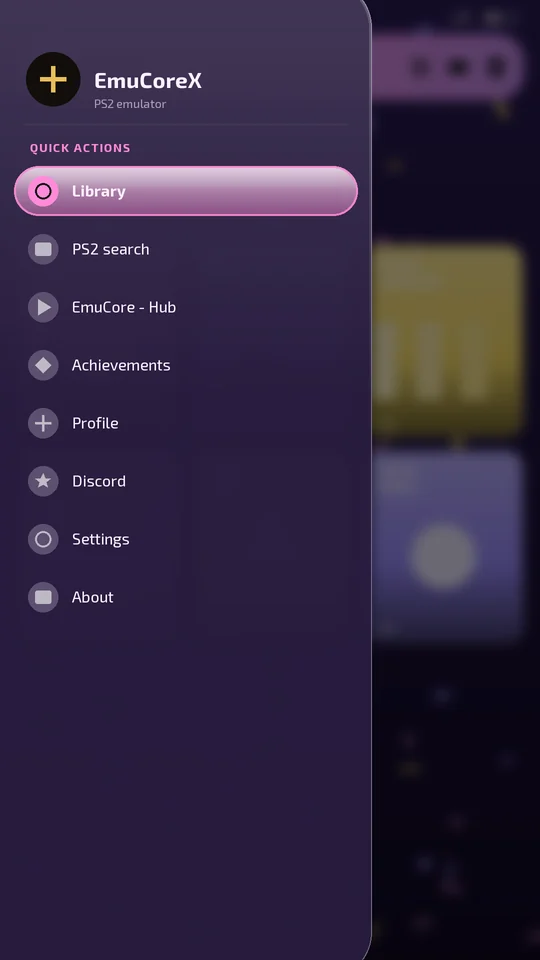 EmuCoreX
PS2 emulator
QUICK ACTIONS
Library
PS2 search
EmuCore - Hub
Achievements
Profile
Discord
Settings
About